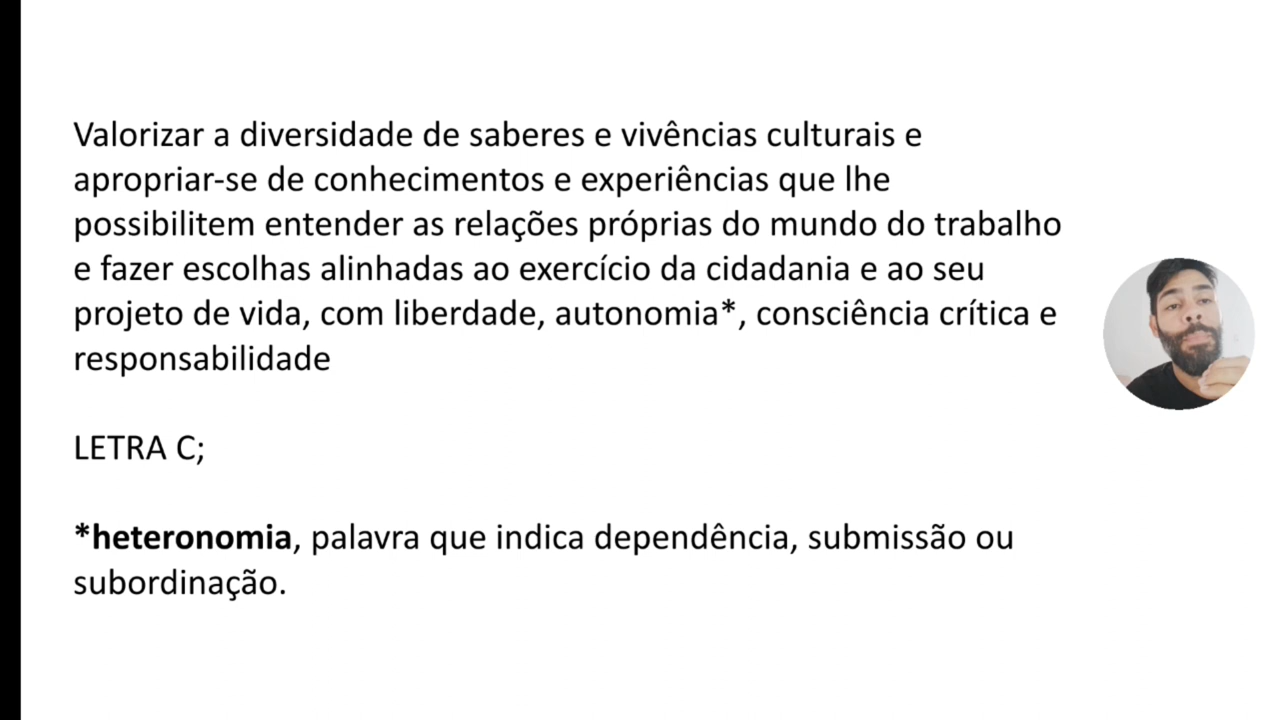 Valorizar a diversidade de saberes e vivências culturais e
apropriar-se de conhecimentos e experiências que lhe
possibilitem entender as relações próprias do mundo do trabalho
e fazer escolhas alinhadas ao exercício da cidadania e ao seu
projeto de vida, com liberdade, autonomia*, consciência crítica e
responsabilidade
LETRA C;
*heteronomia, palavra que indica dependência, submissão ou
subordinação.